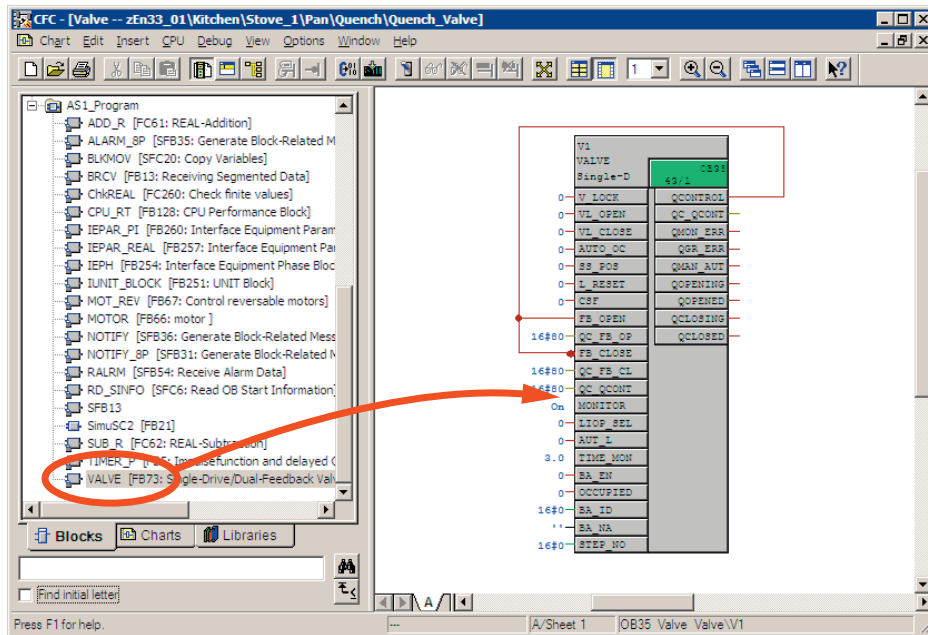 CFC - [Valve -- zEn33_01\Kitchen\Stove_1\Pan\Quench\Quench_Valve]
Chart Edit Insert CPU Debug View Options Window Help
1
AS1_Program
ADD_R [FC61: REAL-Addition]
ALARM_8P [SFB35: Generate Block-Related M
BLKMOV [SFC20: Copy Variables]
BRCV [FB13: Receiving Segmented Data]
ChkREAL [FC260: Check finite values]
CPU_RT [FB128: CPU Performance Block]
IEPAR_PI [FB260: Interface Equipment Param
IEPAR_REAL [FB257: Interface Equipment Par
IEPH [FB254: Interface Equipment Phase Bloc
IUNIT_BLOCK [FB251: UNIT Block]
MOT_REV [FB67: Control reversable motors]
MOTOR [FB66: motor ]
NOTIFY [SFB36: Generate Block-Related Mess
NOTIFY_8P [SFB31: Generate Block-Related M
RALRM [SFB54: Receive Alarm Data]
RD_SINFO [SFC6: Read OB Start Information]
SFB13
SimuSC2 [FB21]
SUB_R [FC62: REAL-Subtraction]
TIMER_P Impulsefunction and delayed
VALVE [FB73: Single-Drive/Dual-Feedback Valv
Blocks Charts Libraries
Find initial letter
V1
VALVE
Single-D OB35
43/1
0 V_LOCK QCONTROL
0 VL_OPEN QC_QCONT
0 VL_CLOSE QMON_ERR
0 AUTO_OC QGR_ERR
0 SS_POS QMAN_AUT
0 L_RESET QOPENING
0 CSF QOPENED
FB_OPEN QCLOSING
16#80 QC_FB_OP QCLOSED
FB_CLOSE
16#80 QC_FB_CL
16#80 QC_QCONT
On MONITOR
0 LIOP_SEL
0 AUT_L
3.0 TIME_MON
0 BA_EN
0 OCCUPIED
16#0 BA_ID
'' BA_NA
16#0 STEP_NO
A
Press F1 for help. --- A/Sheet 1 OB35 Valve Valve\V1